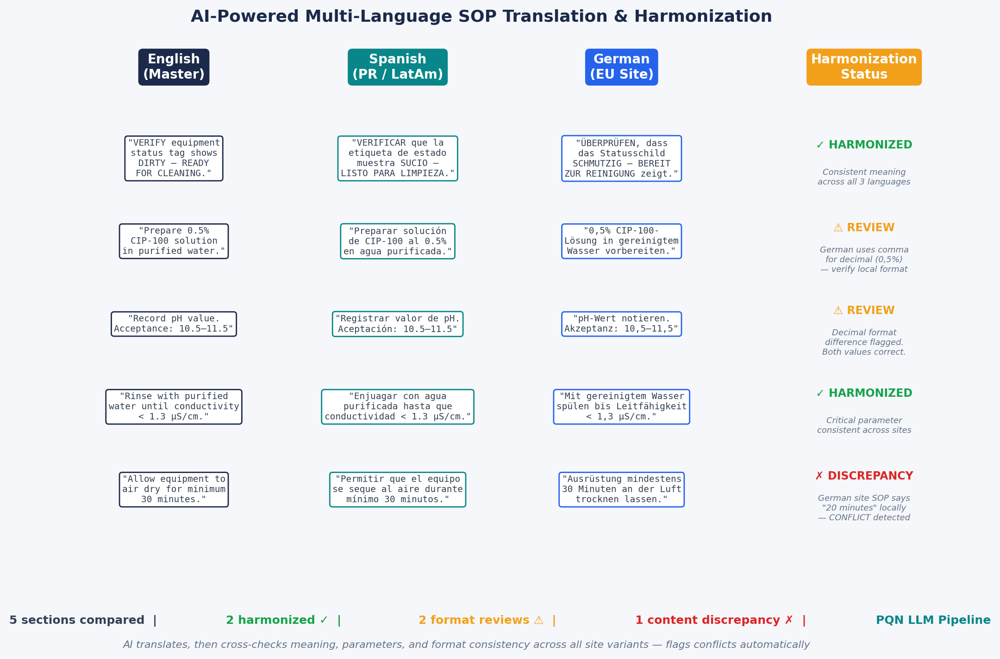 AI-Powered Multi-Language SOP Translation & Harmonization
English
(Master)
Spanish
(PR / LatAm)
German
(EU Site)
Harmonization
Status
"VERIFY equipment
status tag shows
DIRTY — READY
FOR CLEANING."
"VERIFICAR que la
etiqueta de estado
muestra SUCIO —
LISTO PARA LIMPIEZA."
"ÜBERPRÜFEN, dass
das Statusschild
SCHMUTZIG — BEREIT
ZUR REINIGUNG zeigt."
✓ HARMONIZED
Consistent meaning
across all 3 languages
"Prepare 0.5%
CIP-100 solution
in purified water."
"Preparar solución
de CIP-100 al 0.5%
en agua purificada."
"0,5% CIP-100-
Lösung in gereinigtem
Wasser vorbereiten."
⚠ REVIEW
German uses comma
for decimal (0,5%)
— verify local format
"Record pH value.
Acceptance: 10.5–11.5"
"Registrar valor de pH.
Aceptación: 10.5–11.5"
"pH-Wert notieren.
Akzeptanz: 10,5–11,5"
⚠ REVIEW
Decimal format
difference flagged.
Both values correct.
"Rinse with purified
water until conductivity
< 1.3 µS/cm."
"Enjuagar con agua
purificada hasta que
conductividad < 1.3 µS/cm."
"Mit gereinigtem Wasser
spülen bis Leitfähigkeit
< 1,3 µS/cm."
✓ HARMONIZED
Critical parameter
consistent across sites
"Allow equipment to
air dry for minimum
30 minutes."
"Permitir que el equipo
se seque al aire durante
mínimo 30 minutos."
"Ausrüstung mindestens
30 Minuten an der Luft
trocknen lassen."
✗ DISCREPANCY
German site SOP says
"20 minutes" locally
— CONFLICT detected
5 sections compared | 2 harmonized ✓ | 2 format reviews ⚠ | 1 content discrepancy ✗ | PQN LLM Pipeline
AI translates, then cross-checks meaning, parameters, and format consistency across all site variants — flags conflicts automatically